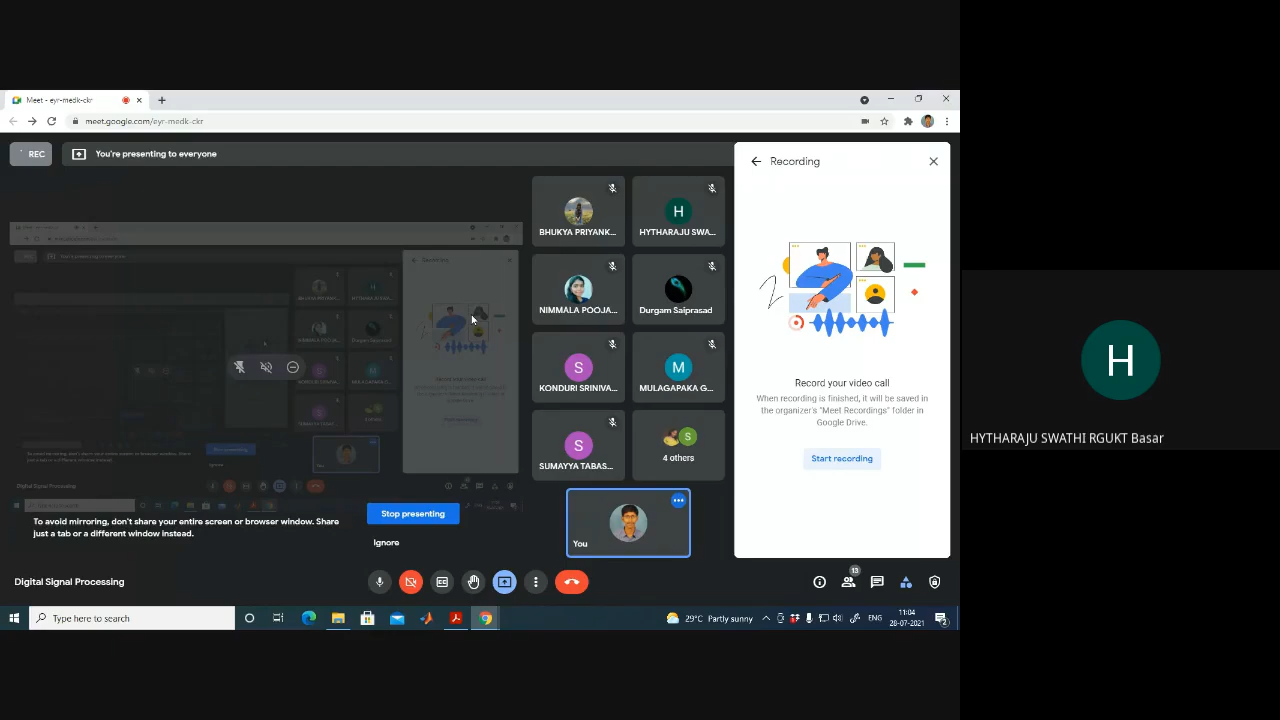 Meet - eyr-medk-ckr
meet.google.com/eyr-medk-ckr
REC
You're presenting to everyone
Recording
BHUKYA PRIYANK...
H
HYTHARAJU SWA...
NIMMALA POOJA...
Durgam Saiprasad
S
KONDURI SRINIVA...
M
MULAGAPAKA G...
S
SUMAYYA TABAS...
S
4 others
Record your video call
When recording is finished, it will be saved in
the organizer's "Meet Recordings" folder in
Google Drive.
Start recording
H
HYTHARAJU SWATHI RGUKT Basar
To avoid mirroring, don't share your entire screen or browser window. Share
just a tab or a different window instead.
Stop presenting
Ignore
You
Digital Signal Processing
13
Type here to search
29°C Partly sunny
ENG
11:04
28-07-2021
2